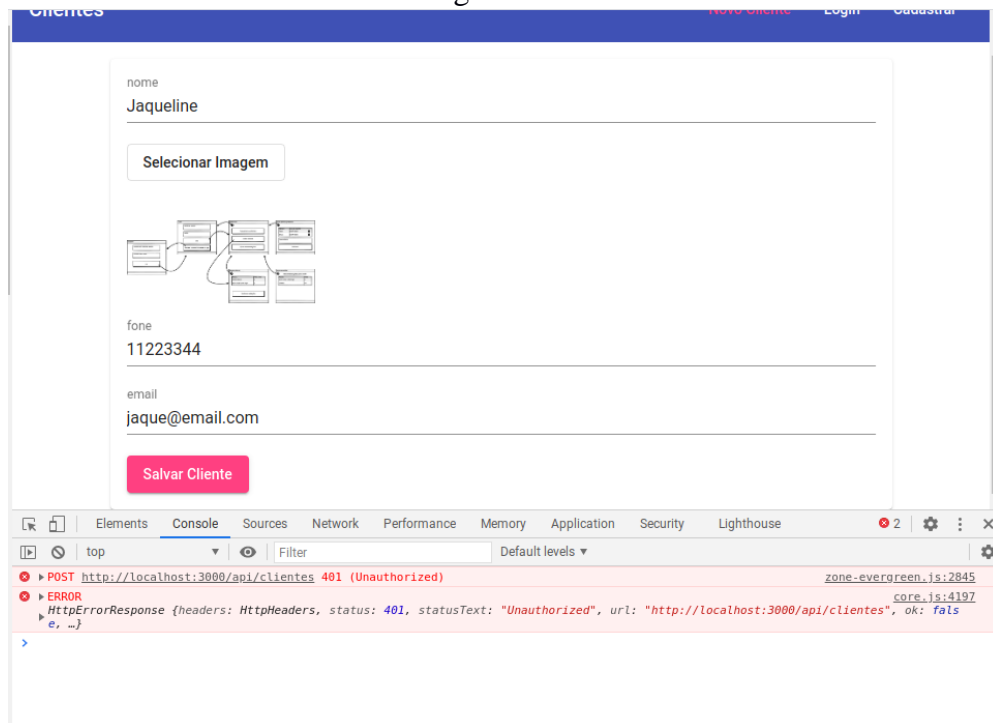 Clientes
Novo Cliente Login Cadastrar
nome
Jaqueline
Selecionar Imagem
fone
11223344
email
jaque@email.com
Salvar Cliente
Elements Console Sources Network Performance Memory Application Security Lighthouse 2
top Filter Default levels ▼
POST http://localhost:3000/api/clientes 401 (Unauthorized) zone-evergreen.js:2845
ERROR core.js:4197
HttpErrorResponse {headers: HttpHeaders, status: 401, statusText: "Unauthorized", url: "http://localhost:3000/api/clientes", ok: fals
e, …}